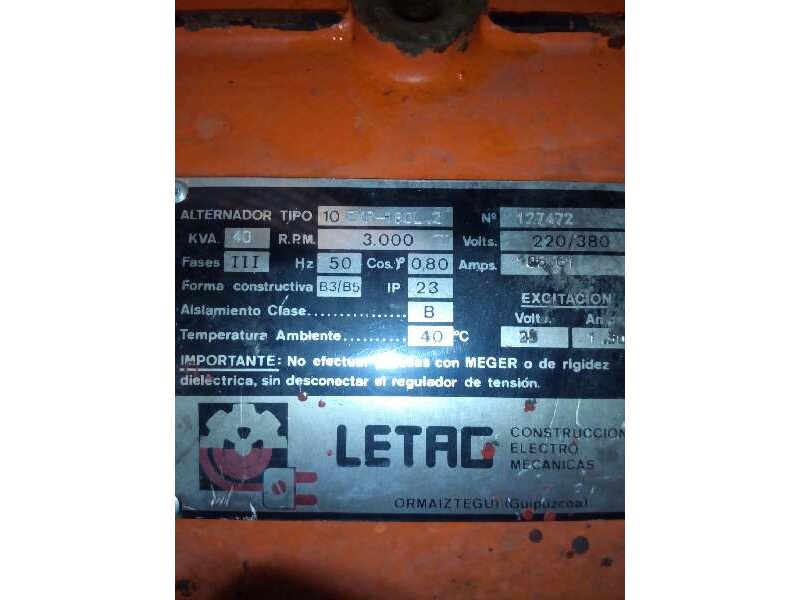 ALTERNADOR TIPO 10 Nº 127472
KVA. 40 R.P.M. 3.000 Volts. 220/380
Fases III Hz 50 Cos. φ 0,80 Amps.
Forma constructiva B3/B5 IP 23
EXCITACION
Aislamiento Clase B Volts.
Temperatura Ambiente 40 ºC
IMPORTANTE: No efectuar con MEGER o de rigidez
dieléctrica, sin desconectar el regulador de tensión.
LETAG
CONSTRUCCION
ELECTRO
MECANICAS
ORMAIZTEGUI (Guipúzcoa)